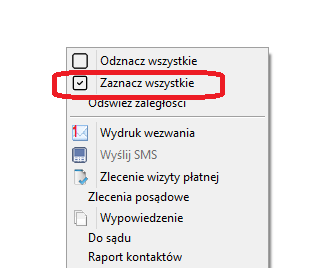 Odznacz wszystkie
Zaznacz wszystkie
Odśwież zaległości
Wydruk wezwania
Wyślij SMS
Zlecenie wizyty płatnej
Zlecenia posądowe
Wypowiedzenie
Do sądu
Raport kontaktów